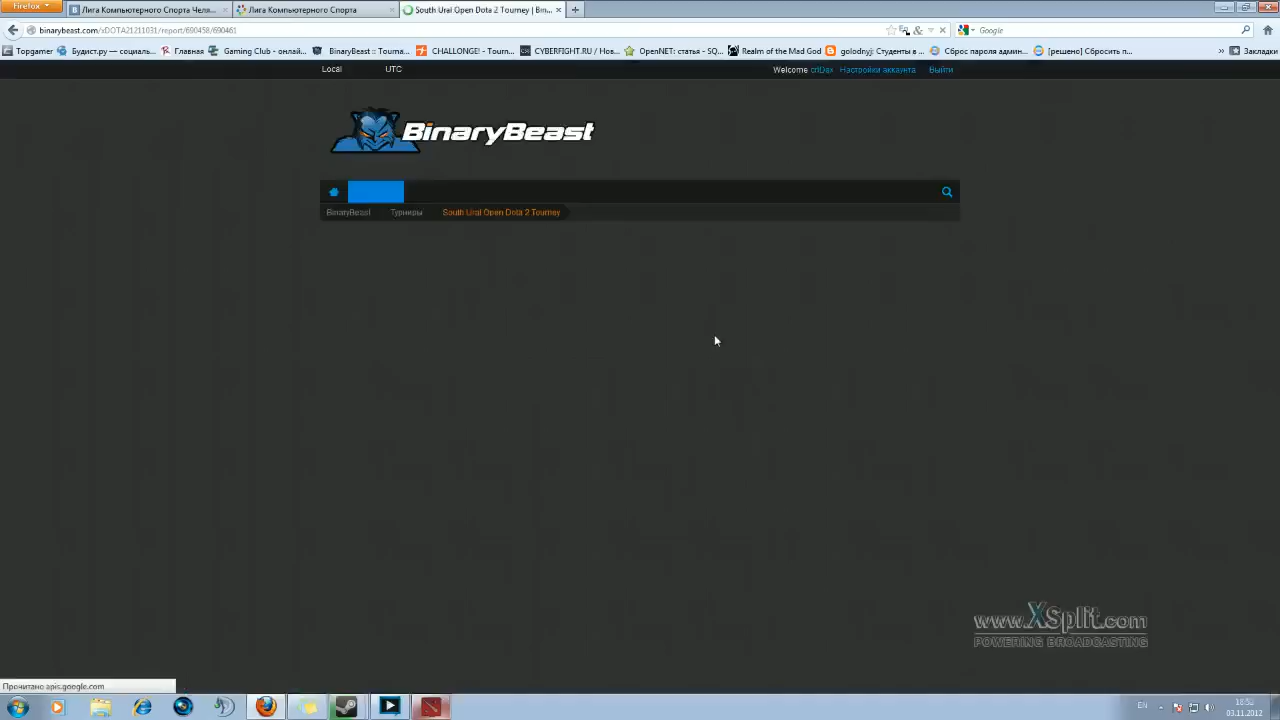 Firefox
Лига Компьютерного Спорта Челя...
Лига Компьютерного Спорта
South Ural Open Dota 2 Tourney | Bin...
binarybeast.com/xDOTA21211031/report/690458/690461
Google
Topgamer
Будист.ру — социаль...
Главная
Gaming Club - онлай...
BinaryBeast :: Tourna...
CHALLONGE! - Tourn...
CYBERFIGHT.RU / Нов...
OpenNET: статья - SQ...
Realm of the Mad God
golodnyj: Студенты в ...
Сброс пароля админ...
[решено] Сбросить п...
Закладки
Local
UTC
Welcome criDax Настройки аккаунта Выйти
BinaryBeast
BinaryBeast
Турниры
South Ural Open Dota 2 Tourney
www.XSplit.com
POWERING BROADCASTING
Прочитано apis.google.com
EN
03.11.2012